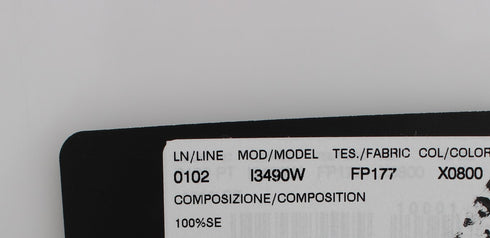 LN/LINE MOD/MODEL TES./FABRIC COL/COLOR
0102 I3490W FP177 X0800
COMPOSIZIONE/COMPOSITION
100%SE